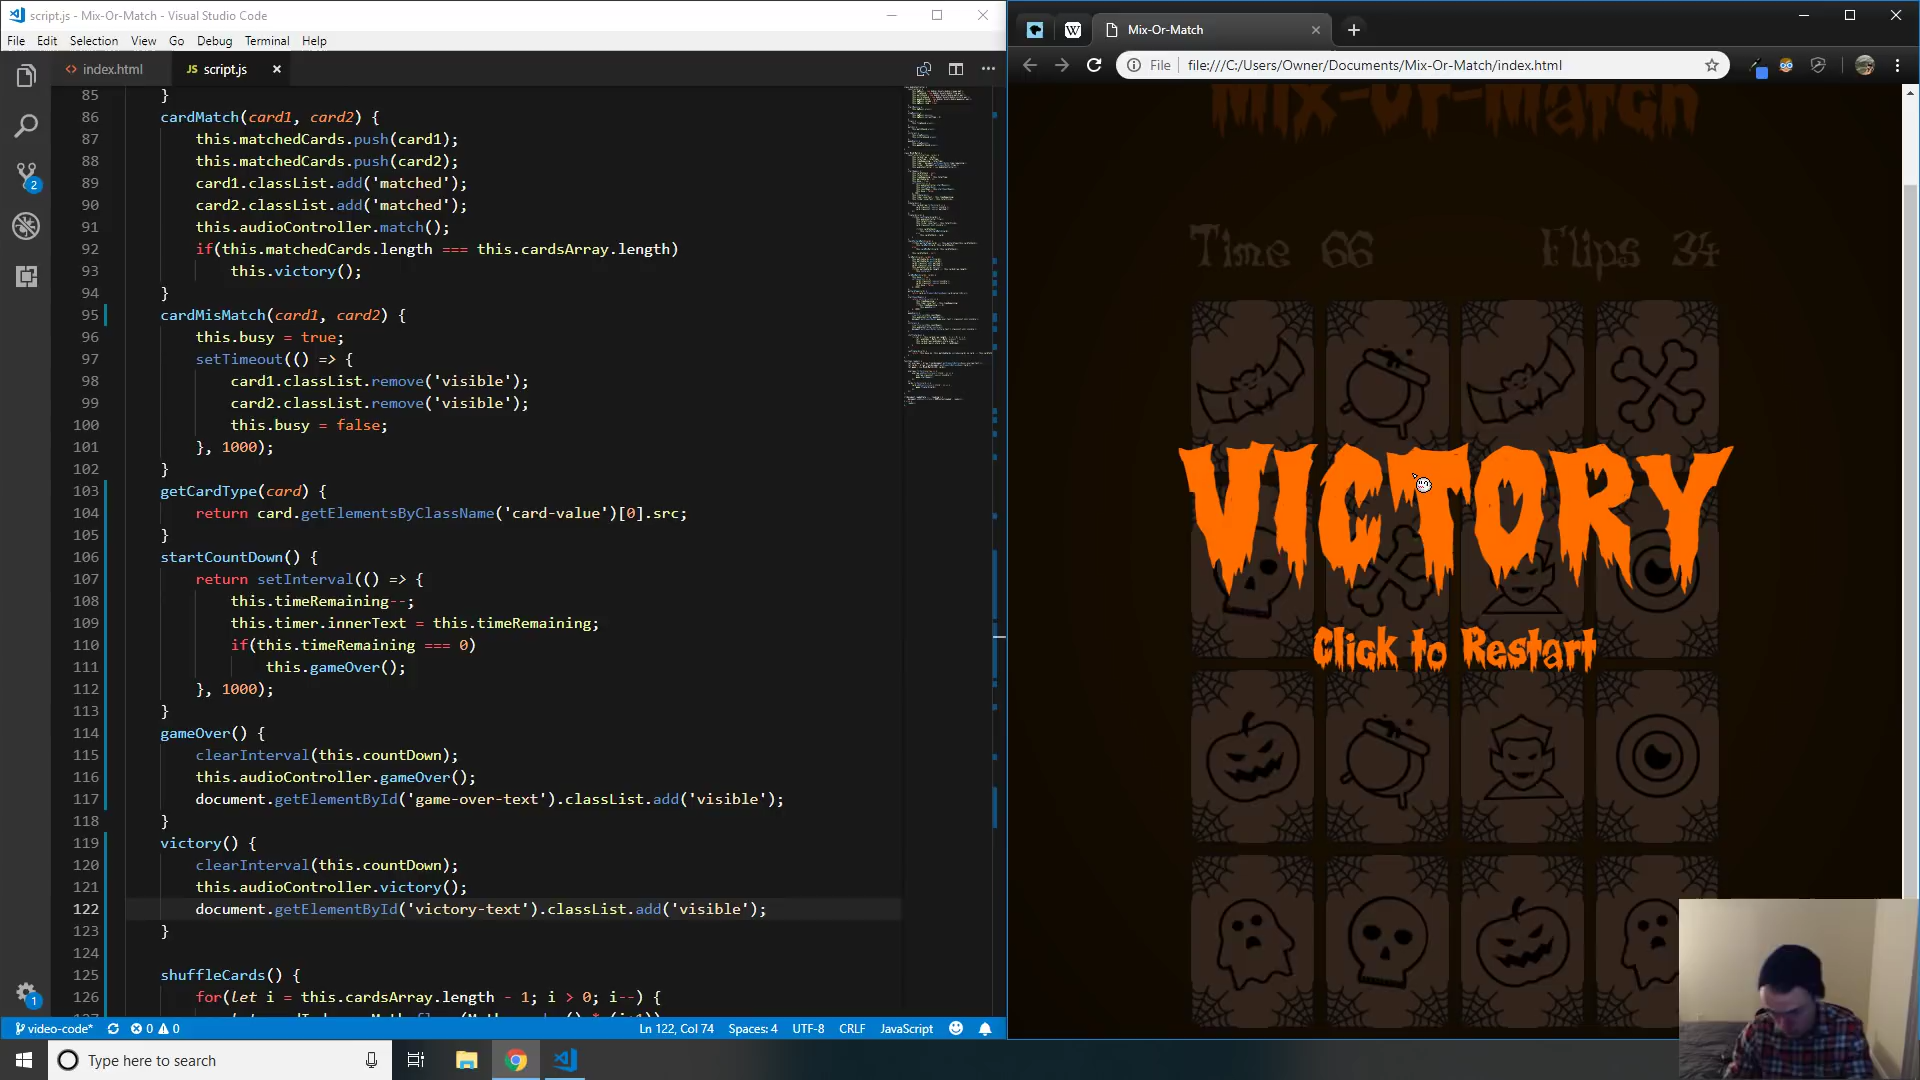 script.js - Mix-Or-Match - Visual Studio Code
File Edit Selection View Go Debug Terminal Help
index.html
JS script.js
85 }
86 cardMatch(card1, card2) {
87 this.matchedCards.push(card1);
88 this.matchedCards.push(card2);
89 card1.classList.add('matched');
90 card2.classList.add('matched');
91 this.audioController.match();
92 if(this.matchedCards.length === this.cardsArray.length)
93 this.victory();
94 }
95 cardMisMatch(card1, card2) {
96 this.busy = true;
97 setTimeout(() => {
98 card1.classList.remove('visible');
99 card2.classList.remove('visible');
100 this.busy = false;
101 }, 1000);
102 }
103 getCardType(card) {
104 return card.getElementsByClassName('card-value')[0].src;
105 }
106 startCountDown() {
107 return setInterval(() => {
108 this.timeRemaining--;
109 this.timer.innerText = this.timeRemaining;
110 if(this.timeRemaining === 0)
111 this.gameOver();
112 }, 1000);
113 }
114 gameOver() {
115 clearInterval(this.countDown);
116 this.audioController.gameOver();
117 document.getElementById('game-over-text').classList.add('visible');
118 }
119 victory() {
120 clearInterval(this.countDown);
121 this.audioController.victory();
122 document.getElementById('victory-text').classList.add('visible');
123 }
124
125 shuffleCards() {
126 for(let i = this.cardsArray.length - 1; i > 0; i--) {
2
1
video-code* 0 0 Ln 122, Col 74 Spaces: 4 UTF-8 CRLF JavaScript
Type here to search
W Mix-Or-Match
File file:///C:/Users/Owner/Documents/Mix-Or-Match/index.html
Mix-Or-Match
Time 66 Flips 34
VICTORY
Click to Restart